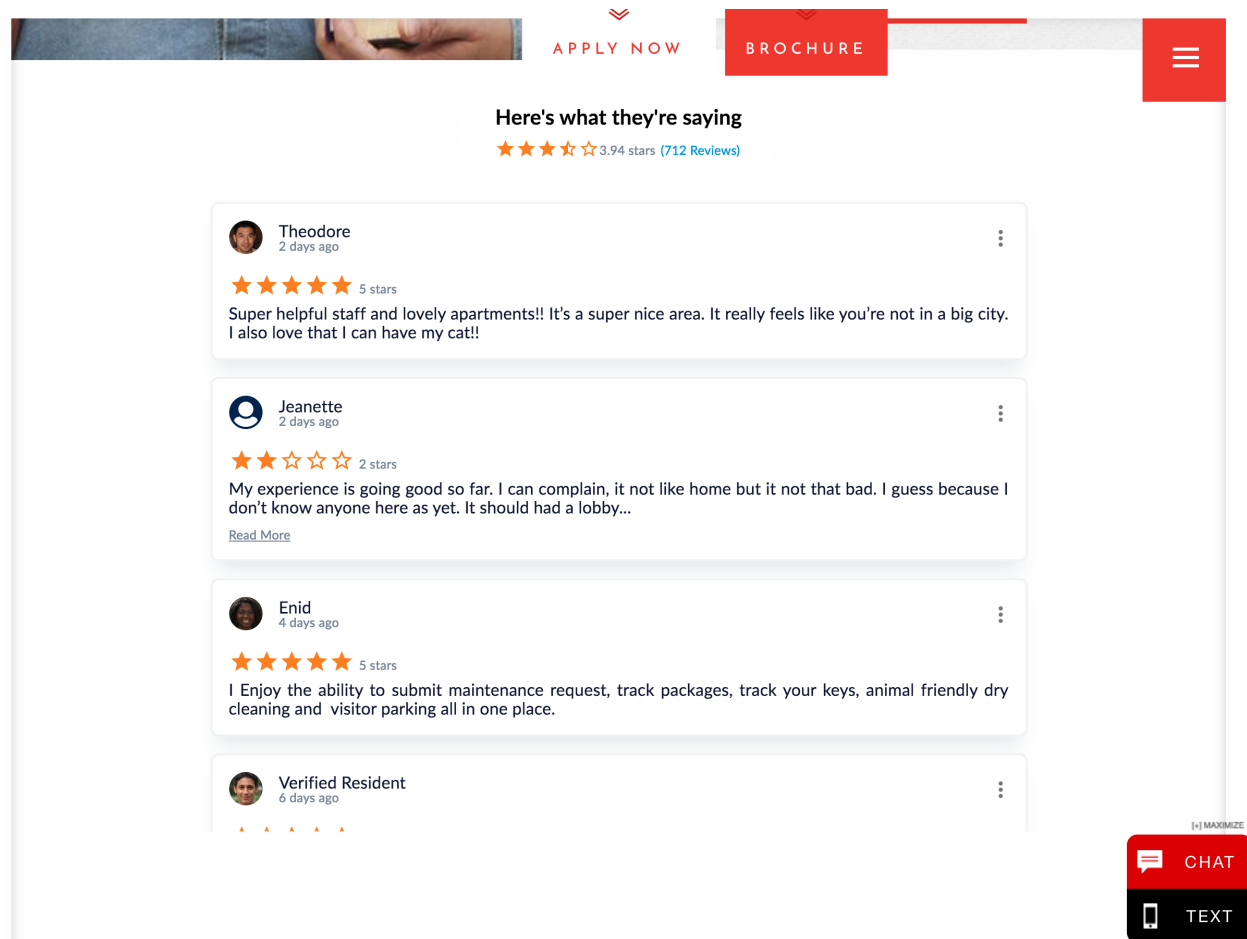 APPLY NOW
BROCHURE
Here's what they're saying
3.94 stars (712 Reviews)
Theodore
2 days ago
5 stars
Super helpful staff and lovely apartments!! It’s a super nice area. It really feels like you’re not in a big city.
I also love that I can have my cat!!
Jeanette
2 days ago
2 stars
My experience is going good so far. I can complain, it not like home but it not that bad. I guess because I
don’t know anyone here as yet. It should had a lobby...
Read More
Enid
4 days ago
5 stars
I Enjoy the ability to submit maintenance request, track packages, track your keys, animal friendly dry
cleaning and  visitor parking all in one place.
Verified Resident
6 days ago
[+] MAXIMIZE
CHAT
TEXT